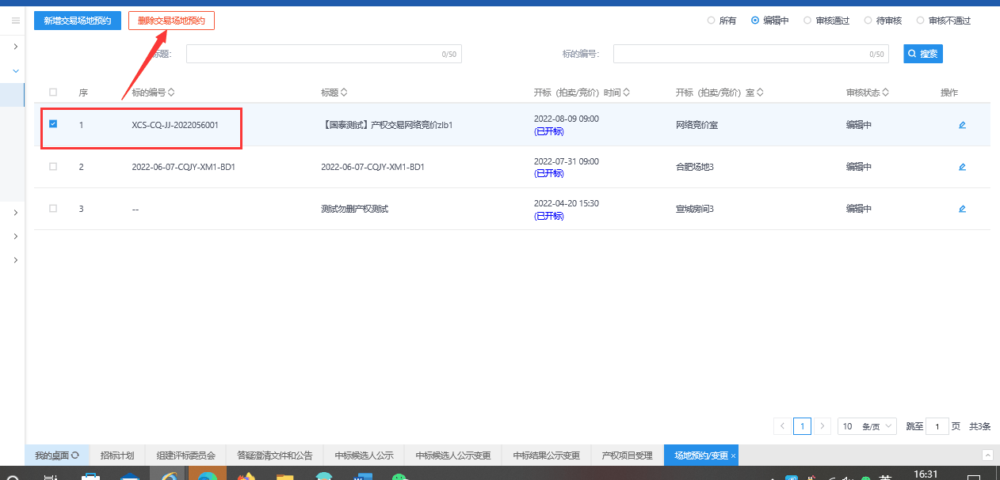 新增交易场地预约 删除交易场地预约 所有 编辑中 审核通过 待审核 审核不通过
标题: 0/50 标的编号: 0/50 搜索
序 标的编号 标题 开标（拍卖/竞价）时间 开标（拍卖/竞价）室 审核状态 操作
1 XCS-CQ-JJ-2022056001 【国泰测试】产权交易网络竞价zlb1 2022-08-09 09:00 网络竞价室 编辑中
(已开标)
2 2022-06-07-CQJY-XM1-BD1 2022-06-07-CQJY-XM1-BD1 2022-07-31 09:00 合肥场地3 编辑中
(已开标)
3 -- 测试勿删产权测试 2022-04-20 15:30 宣城房间3 编辑中
(已开标)
1 10 条/页 跳至 1 页 共3条
我的桌面 招标计划 组建评标委员会 答疑澄清文件和公告 中标候选人公示 中标候选人公示变更 中标结果公示变更 产权项目受理 场地预约/变更 ×
16:31